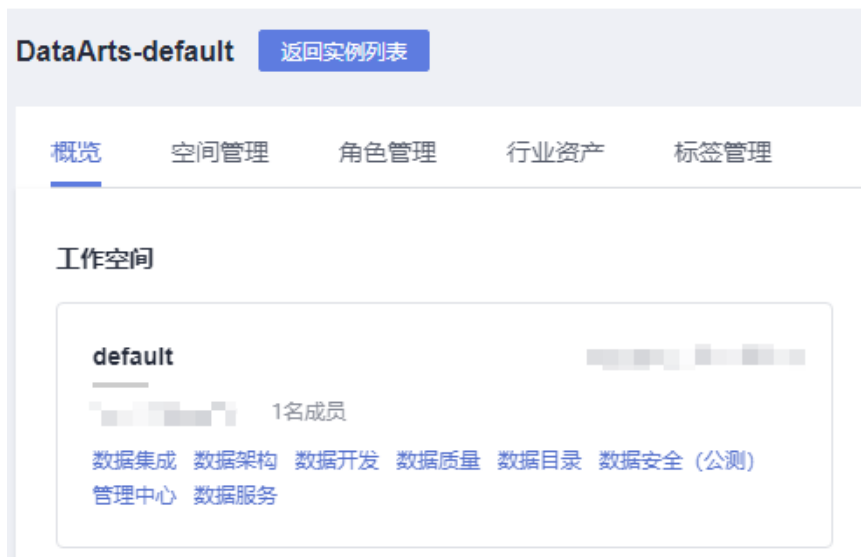 DataArts-default 返回实例列表
概览 空间管理 角色管理 行业资产 标签管理
工作空间
default
1名成员
数据集成 数据架构 数据开发 数据质量 数据目录 数据安全（公测）
管理中心 数据服务